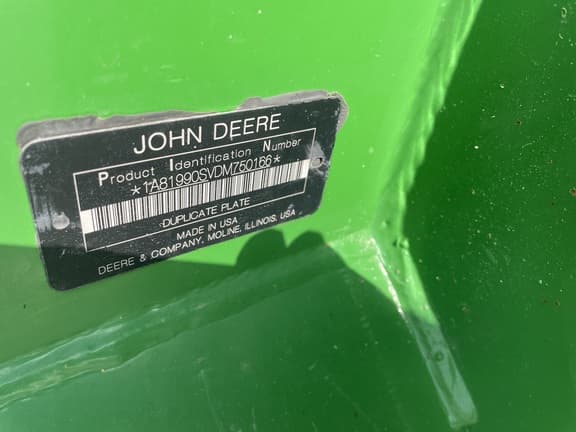 JOHN DEERE
Product Identification Number
*1A81990SVDM750166*
DUPLICATE PLATE
MADE IN USA
DEERE & COMPANY, MOLINE, ILLINOIS, USA